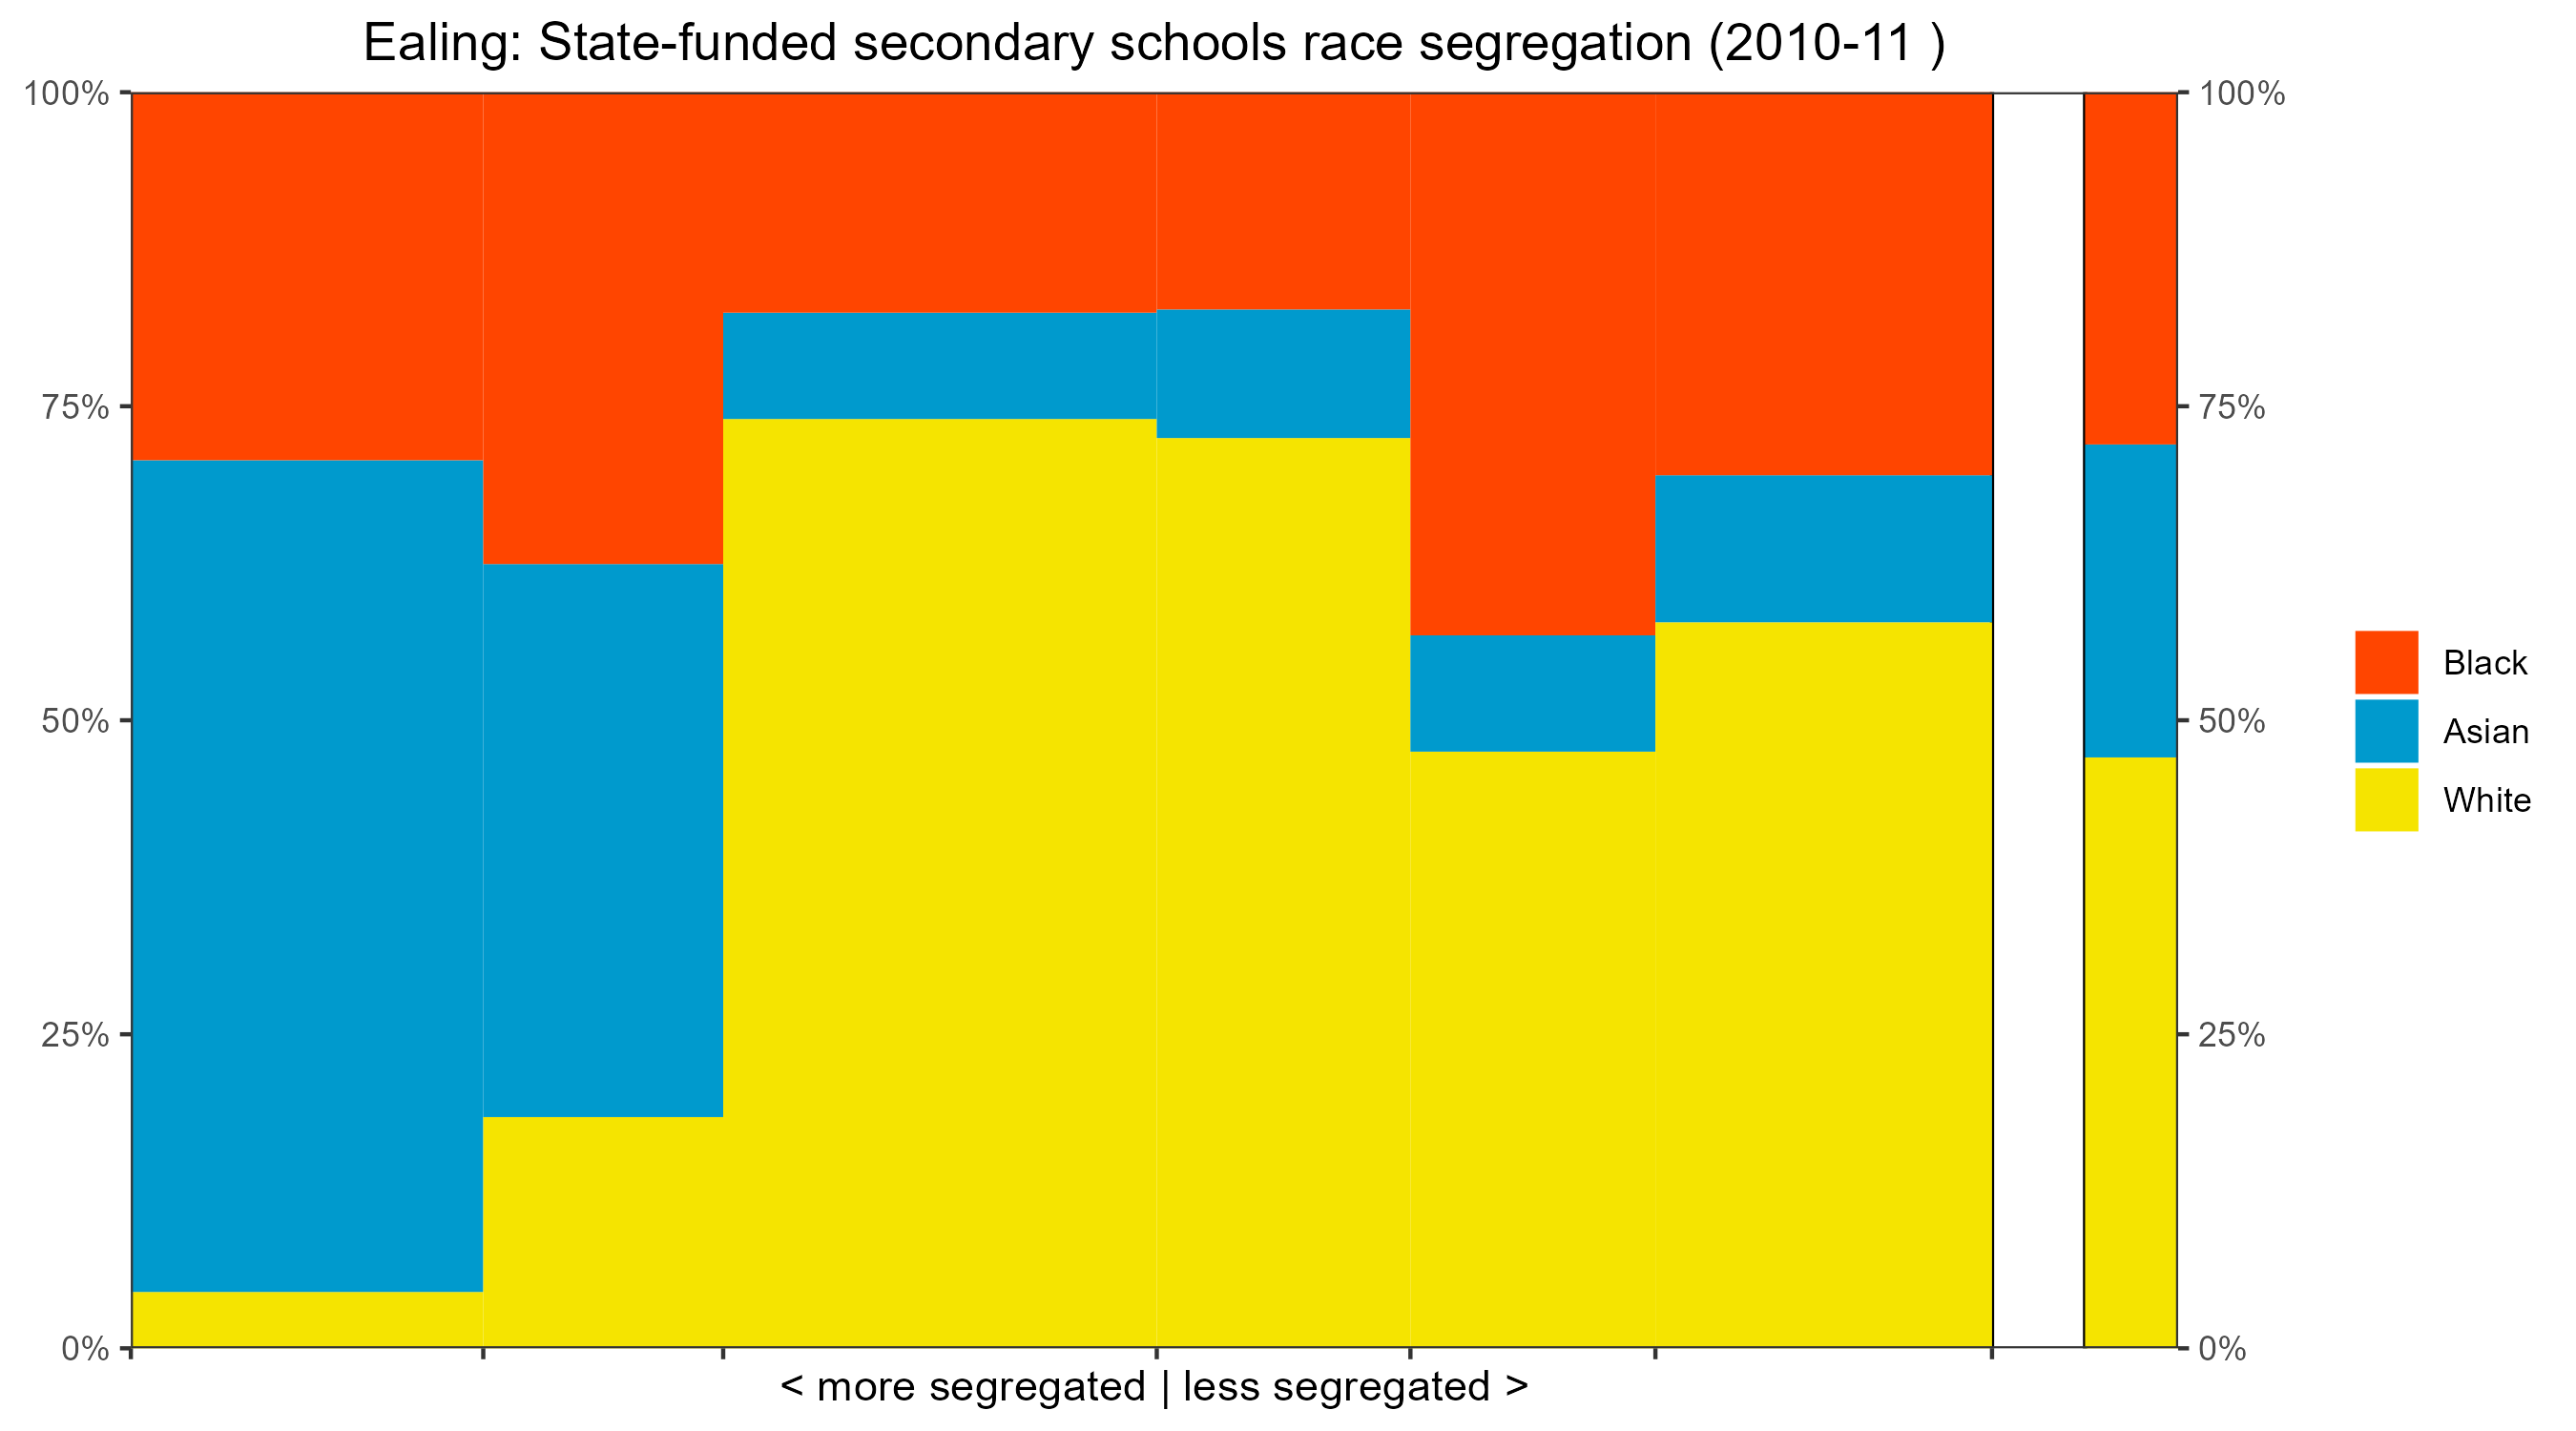 Ealing: State-funded secondary schools race segregation (2010-11 )
100%
75%
50%
25%
0%
100%
75%
50%
25%
0%
< more segregated | less segregated >
Black
Asian
White